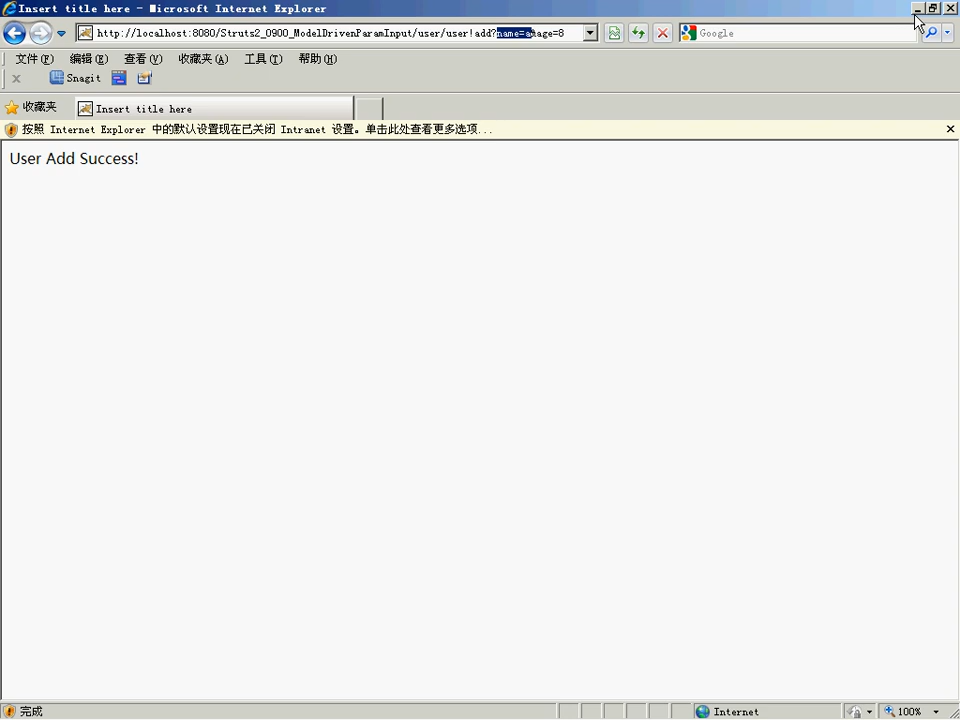 Insert title here - Microsoft Internet Explorer
http://localhost:8080/Struts2_0900_ModelDrivenParamInput/user/user!add?name=a&age=8
Google
文件(F) 编辑(E) 查看(V) 收藏夹(A) 工具(T) 帮助(H)
x Snagit
收藏夹 Insert title here
按照 Internet Explorer 中的默认设置现在已关闭 Intranet 设置。单击此处查看更多选项...
User Add Success!
完成 Internet 100%